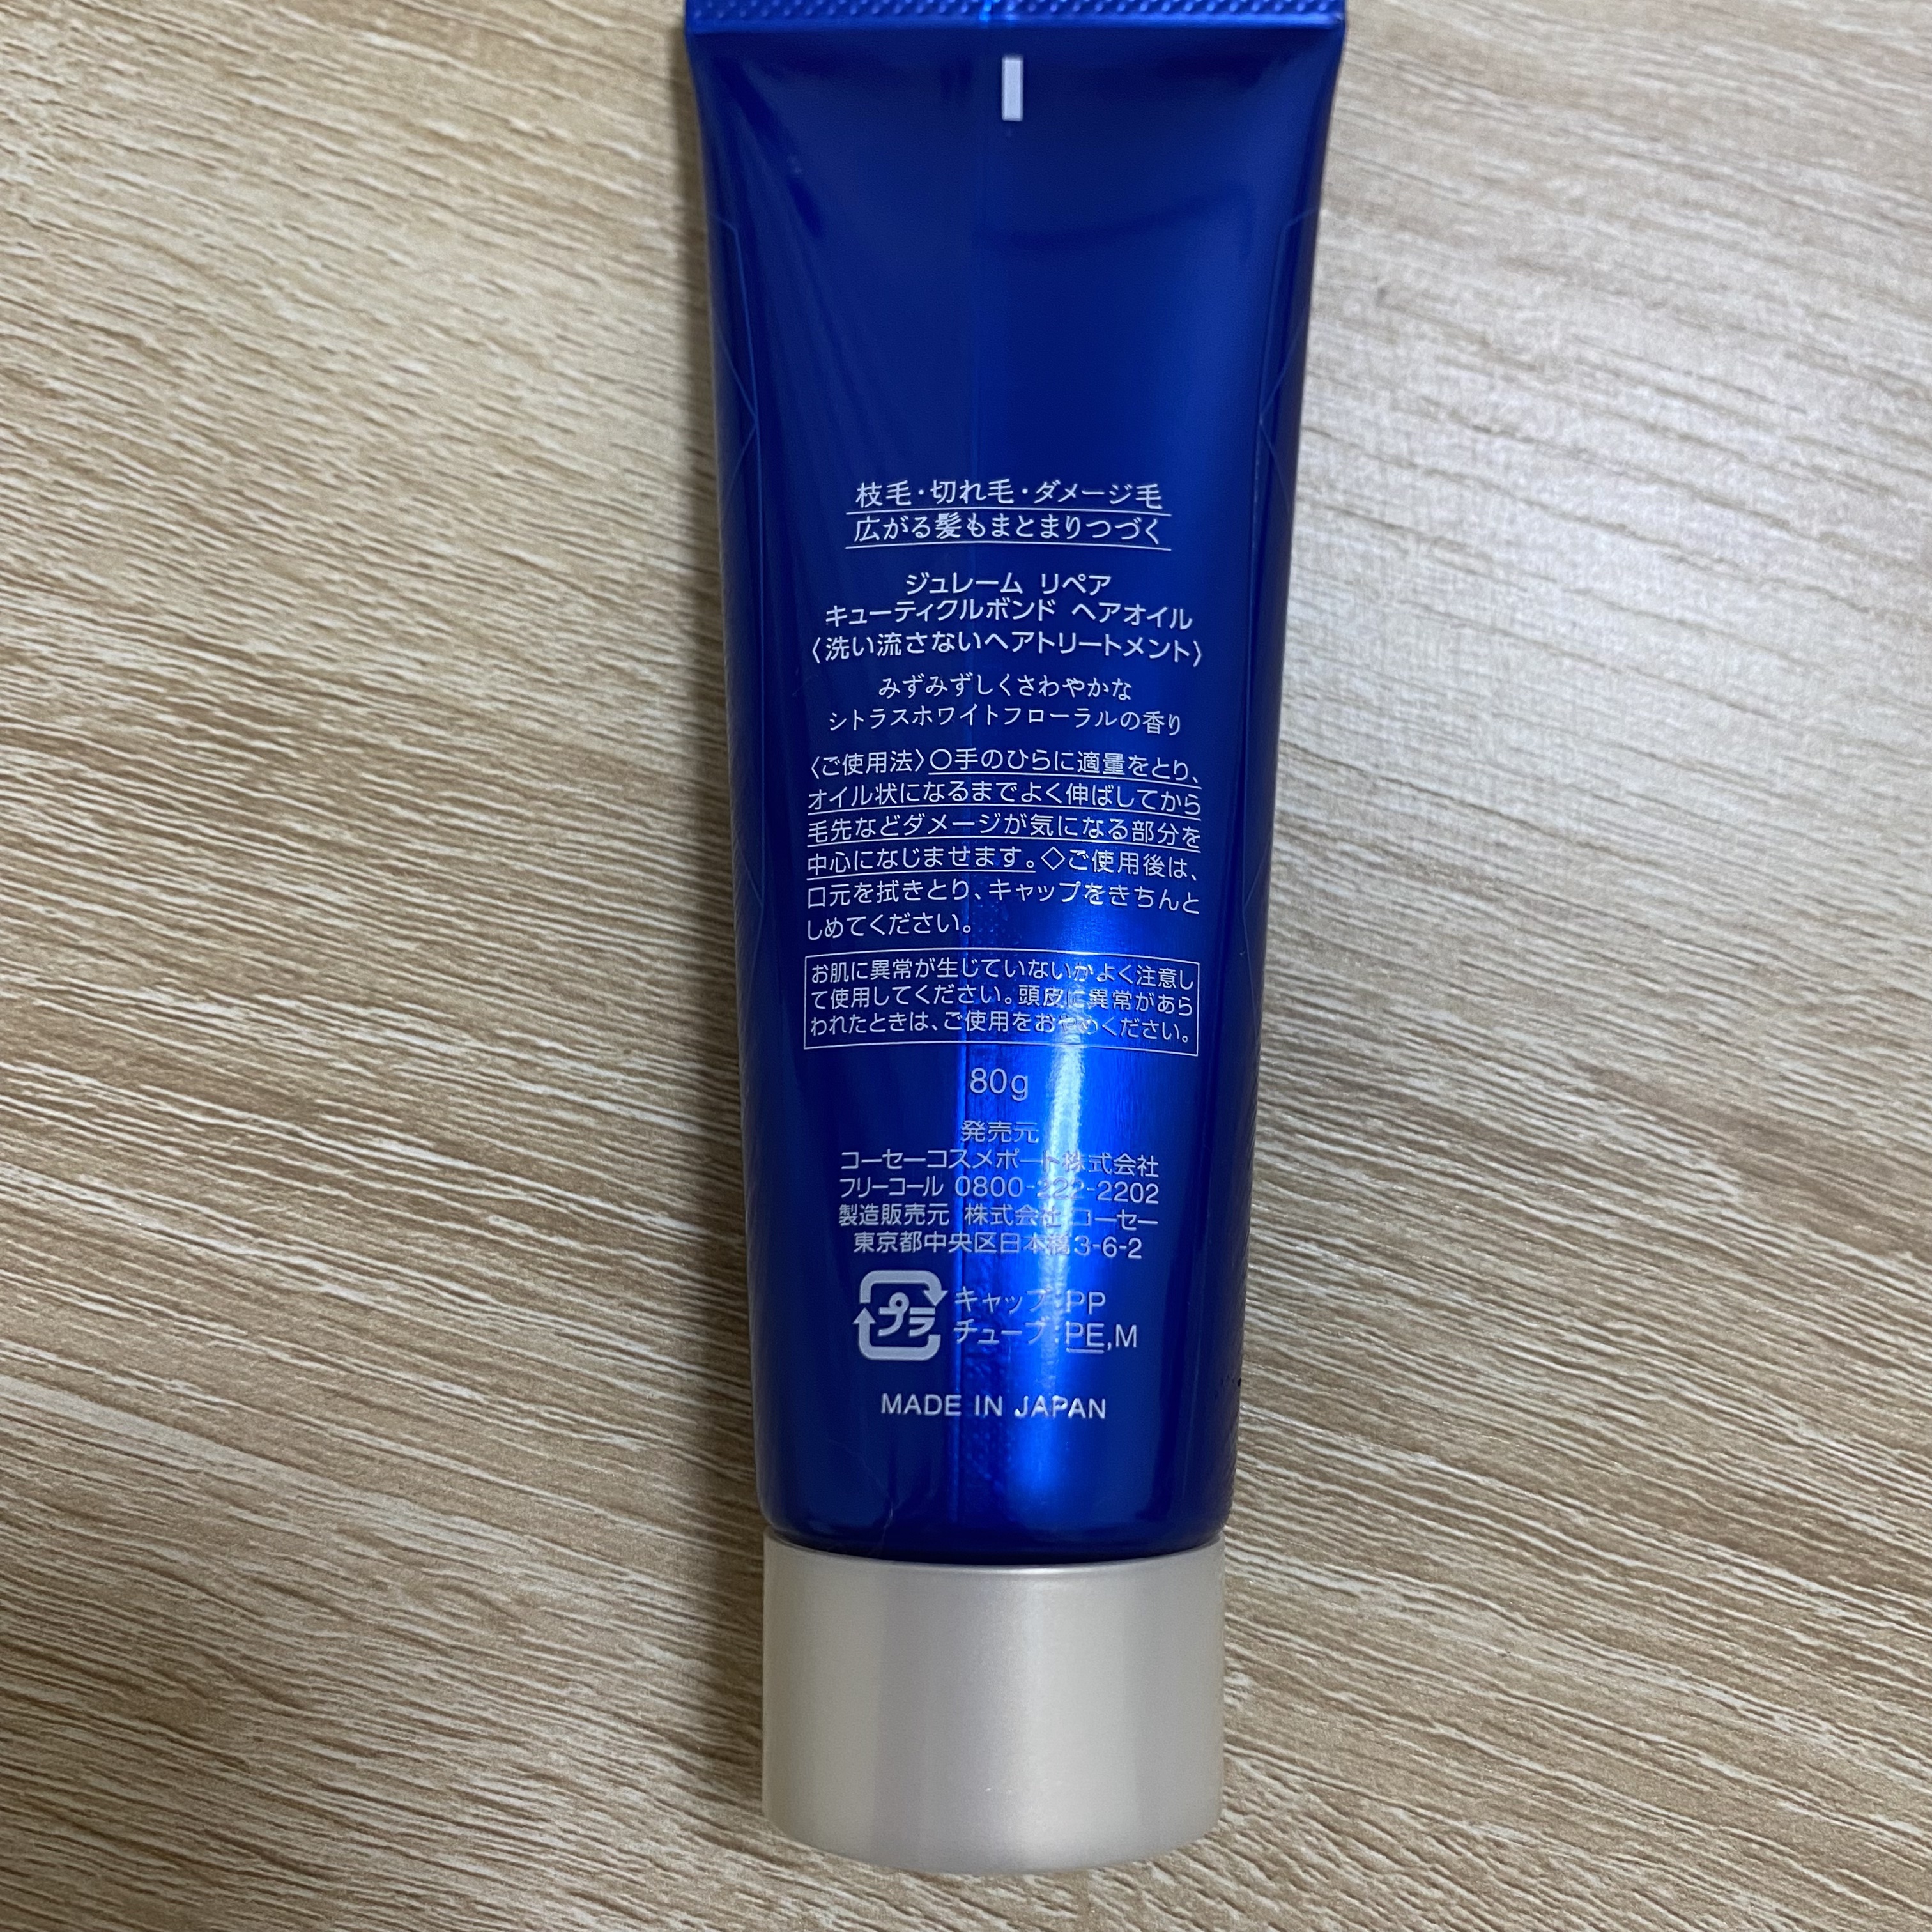 枝毛・切れ毛・ダメージ毛
広がる髪もまとまりつづく
ジュレーム リペア
キューティクルボンド ヘアオイル
〈洗い流さないヘアトリートメント〉
みずみずしくさわやかな
シトラスホワイトフローラルの香り
〈ご使用法〉○手のひらに適量をとり、
オイル状になるまでよく伸ばしてから
毛先などダメージが気になる部分を
中心になじませます。◇ご使用後は、
口元を拭きとり、キャップをきちんと
しめてください。
お肌に異常が生じていないかよく注意し
て使用してください。頭皮に異常があら
われたときは、ご使用をおやめください。
80g
発売元
コーセーコスメポート株式会社
フリーコール 0800-222-2202
製造販売元 株式会社 コーセー
東京都中央区日本橋3-6-2
プラ キャップ:PP
チューブ:PE,M
MADE IN JAPAN